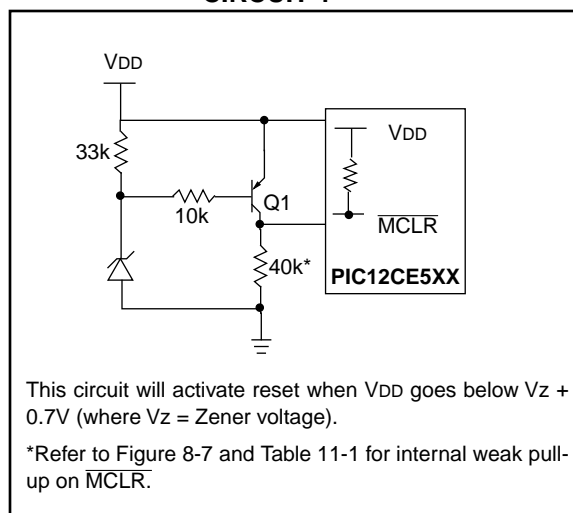 VDD
33k
10k
Q1
40k*
VDD
MCLR
PIC12CE5XX
This circuit will activate reset when VDD goes below Vz +
0.7V (where Vz = Zener voltage).
*Refer to Figure 8-7 and Table 11-1 for internal weak pull-
up on MCLR.